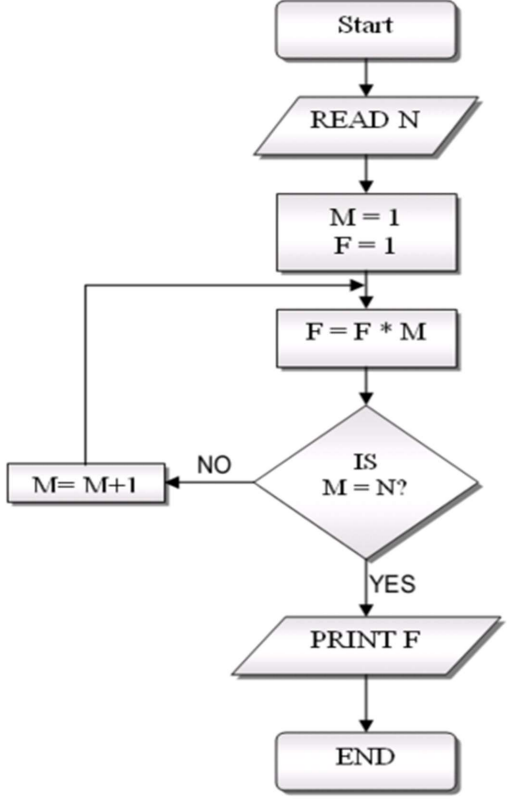 Start
READ N
M = 1
F = 1
F = F * M
IS
M = N?
NO
M= M+1
YES
PRINT F
END